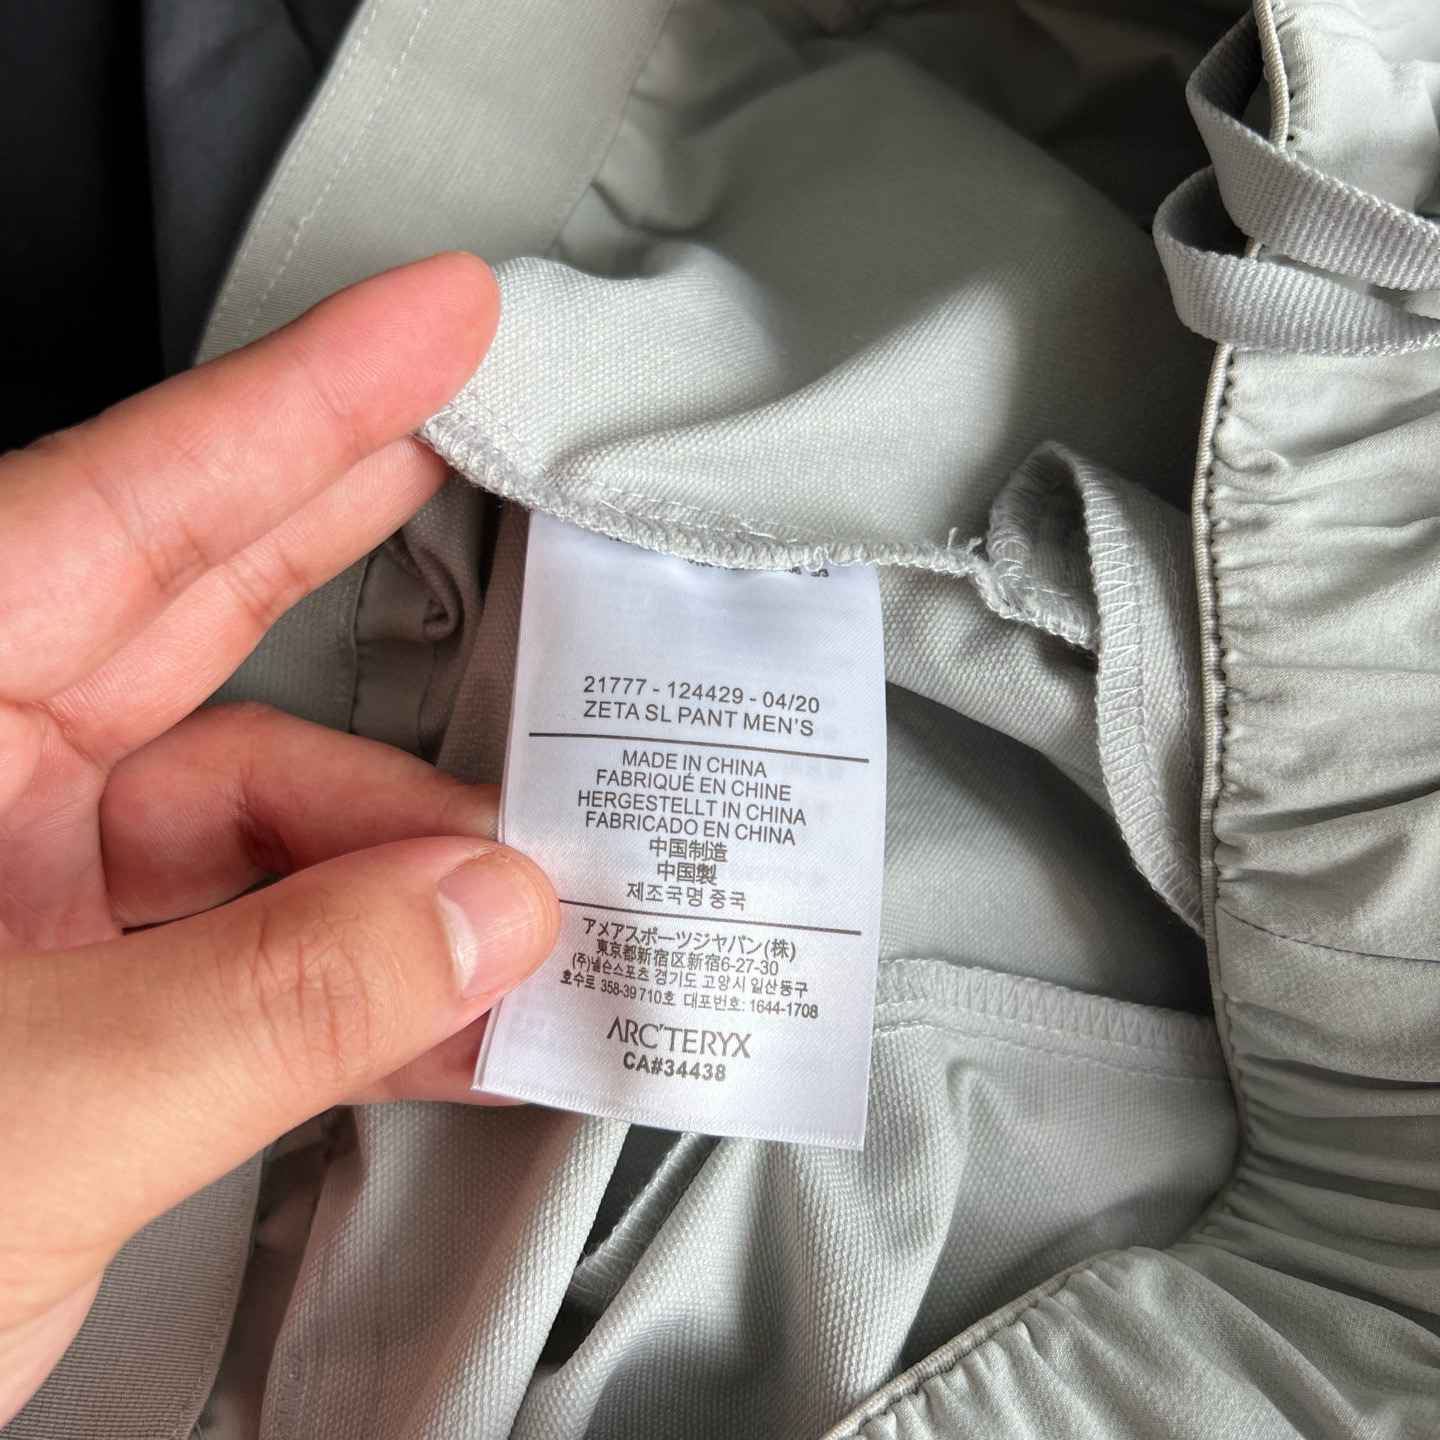 21777 - 124429 - 04/20
ZETA SL PANT MEN'S
MADE IN CHINA
FABRIQUÉ EN CHINE
HERGESTELLT IN CHINA
FABRICADO EN CHINA
中国制造
中国製
제조국명 중국
アメアスポーツジャパン(株)
東京都新宿区新宿6-27-30
(주)넬슨스포츠 경기도 고양시 일산동구
호수로 358-39 710호 대표번호: 1644-1708
ARC'TERYX
CA#34438